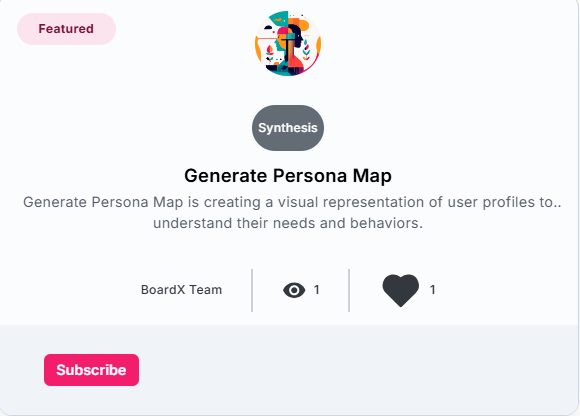 Featured
Synthesis
Generate Persona Map
Generate Persona Map is creating a visual representation of user profiles to..
understand their needs and behaviors.
BoardX Team
1
1
Subscribe